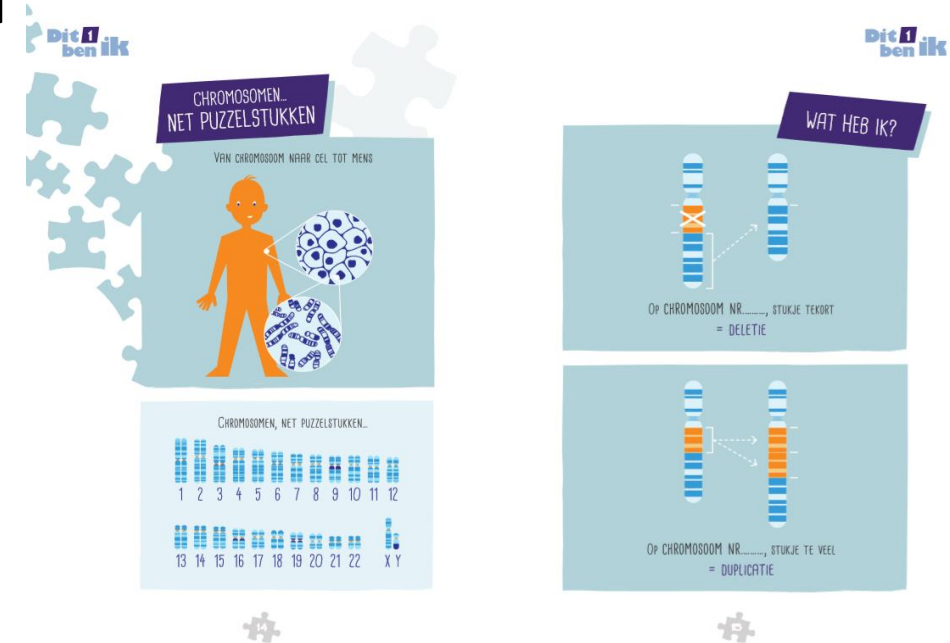 Dit 1
ben ik
CHROMOSOMEN...
NET PUZZELSTUKKEN
VAN CHROMOSOOM NAAR CEL TOT MENS
CHROMOSOMEN, NET PUZZELSTUKKEN...
1 2 3 4 5 6 7 8 9 10 11 12
13 14 15 16 17 18 19 20 21 22 X Y
14
Dit 1
ben ik
WAT HEB IK?
OP CHROMOSOOM NR.........., STUKJE TEKORT
= DELETIE
OP CHROMOSOOM NR.........., STUKJE TE VEEL
= DUPLICATIE